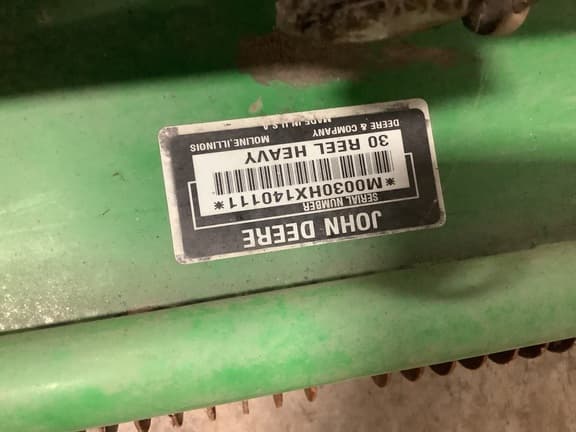 JOHN DEERE
SERIAL NUMBER
*M0030HX140111*
30 REEL HEAVY
DEERE & COMPANY MOLINE, ILLINOIS
MADE IN U.S.A.